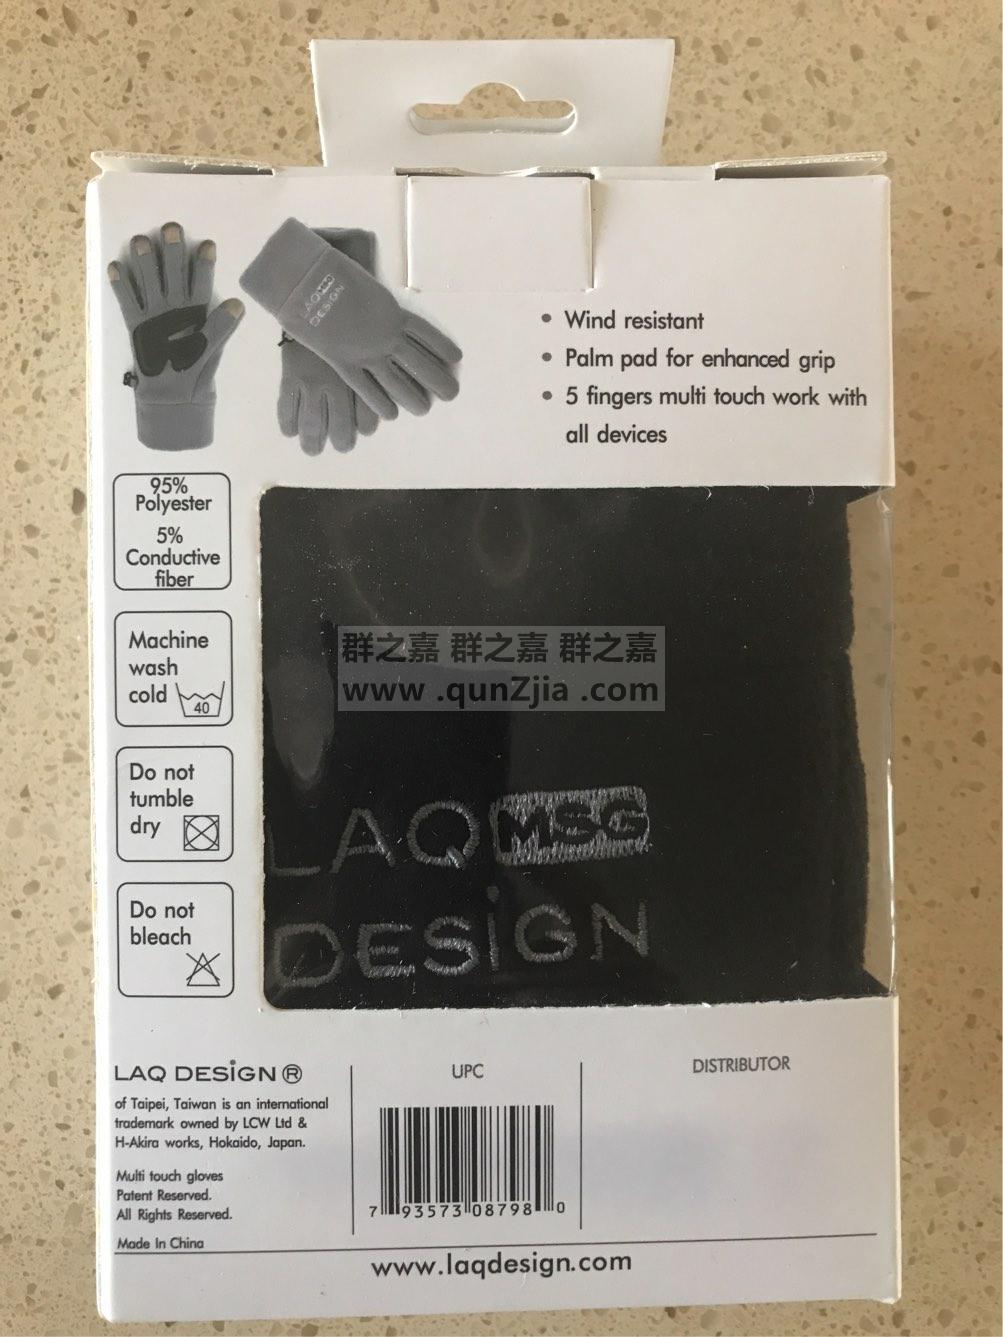 LAQ
DESiGN
• Wind resistant
• Palm pad for enhanced grip
• 5 fingers multi touch work with
all devices
95%
Polyester
5%
Conductive
fiber
Machine
wash
cold 40
Do not
tumble
dry
Do not
bleach
群之嘉 群之嘉 群之嘉
www .qunZjia .com
LAQ MSG
DESiGN
LAQ DESiGN ®
of Taipei, Taiwan is an international
trademark owned by LCW Ltd &
H-Akira works, Hokaido, Japan.
Multi touch gloves
Patent Reserved.
All Rights Reserved.
Made In China
UPC
7 93573 08798 0
DISTRIBUTOR
www.laqdesign.com